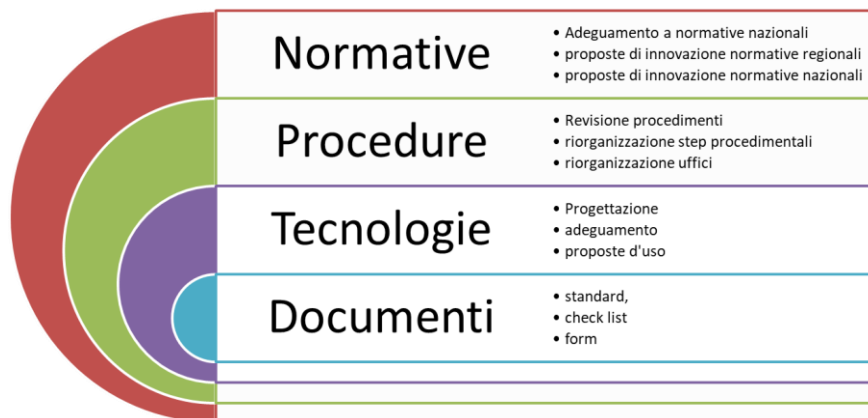 Normative
• Adeguamento a normative nazionali
• proposte di innovazione normative regionali
• proposte di innovazione normative nazionali
Procedure
• Revisione procedimenti
• riorganizzazione step procedimentali
• riorganizzazione uffici
Tecnologie
• Progettazione
• adeguamento
• proposte d'uso
Documenti
• standard,
• check list
• form